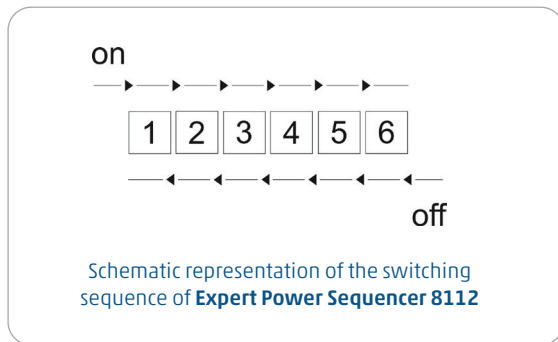 on
1 2 3 4 5 6
off
Schematic representation of the switching
sequence of Expert Power Sequencer 8112